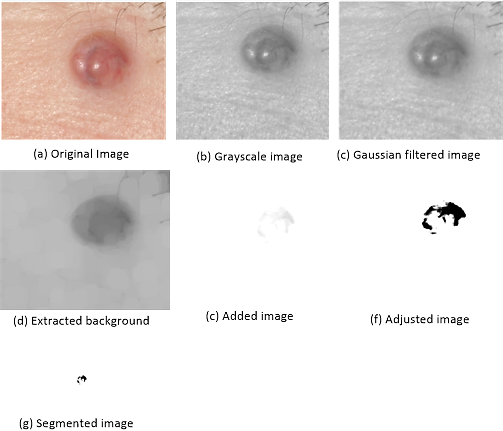 (a) Original Image
(b) Grayscale image
(c) Gaussian filtered image
(d) Extracted background
(c) Added image
(f) Adjusted image
(g) Segmented image